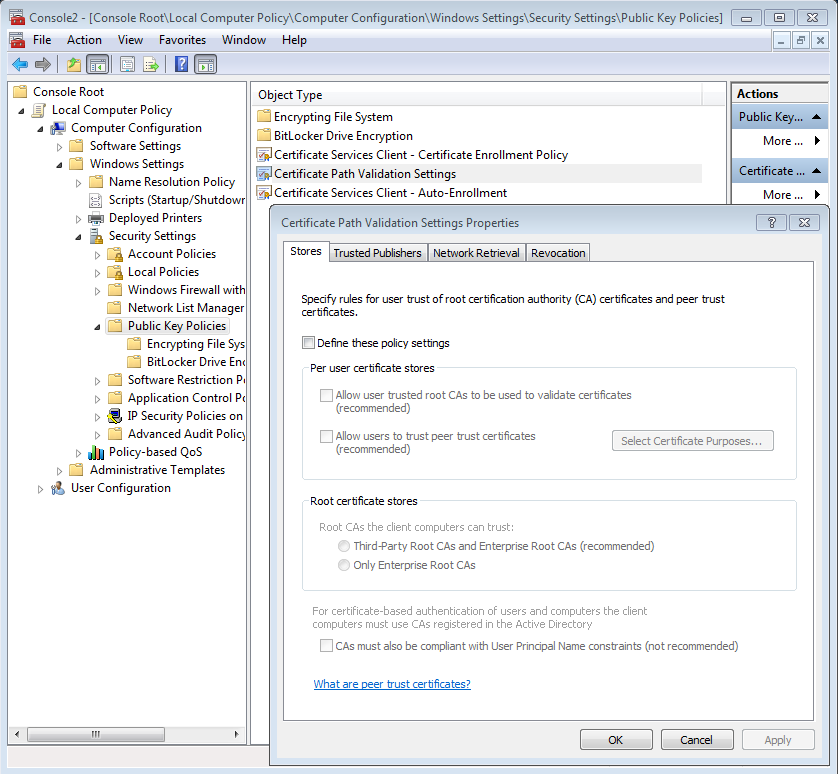 Console2 - [Console Root\Local Computer Policy\Computer Configuration\Windows Settings\Security Settings\Public Key Policies]
File Action View Favorites Window Help
Console Root
Local Computer Policy
Computer Configuration
Software Settings
Windows Settings
Name Resolution Policy
Scripts (Startup/Shutdown
Deployed Printers
Security Settings
Account Policies
Local Policies
Windows Firewall with
Network List Manager
Public Key Policies
Encrypting File Sys
BitLocker Drive Enc
Software Restriction Po
Application Control Po
IP Security Policies on
Advanced Audit Policy
Policy-based QoS
Administrative Templates
User Configuration
Object Type
Encrypting File System
BitLocker Drive Encryption
Certificate Services Client - Certificate Enrollment Policy
Certificate Path Validation Settings
Certificate Services Client - Auto-Enrollment
Actions
Public Key...
More ...
Certificate ...
More ...
Certificate Path Validation Settings Properties
Stores Trusted Publishers Network Retrieval Revocation
Specify rules for user trust of root certification authority (CA) certificates and peer trust
certificates.
Define these policy settings
Per user certificate stores
Allow user trusted root CAs to be used to validate certificates
(recommended)
Allow users to trust peer trust certificates
(recommended)
Select Certificate Purposes...
Root certificate stores
Root CAs the client computers can trust:
Third-Party Root CAs and Enterprise Root CAs (recommended)
Only Enterprise Root CAs
For certificate-based authentication of users and computers the client
computers must use CAs registered in the Active Directory
CAs must also be compliant with User Principal Name constraints (not recommended)
What are peer trust certificates?
OK Cancel Apply